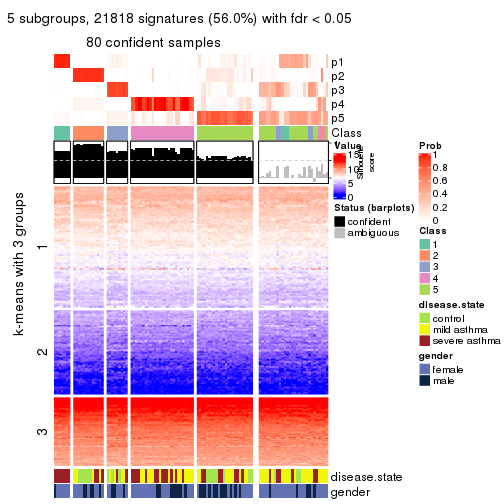 5 subgroups, 21818 signatures (56.0%) with fdr < 0.05
80 confident samples
p1
p2
p3
p4
p5
Class
Silhouette score
k-means with 3 groups
1
2
3
disease.state
gender
Value
15
10
5
0
Status (barplots)
confident
ambiguous
Prob
1
0.8
0.6
0.4
0.2
0
Class
1
2
3
4
5
disease.state
control
mild asthma
severe asthma
gender
female
male